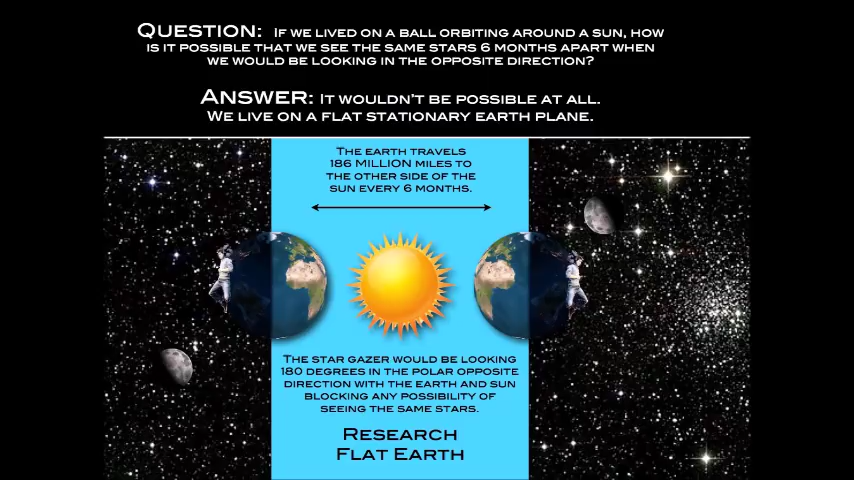 QUESTION: IF WE LIVED ON A BALL ORBITING AROUND A SUN, HOW
IS IT POSSIBLE THAT WE SEE THE SAME STARS 6 MONTHS APART WHEN
WE WOULD BE LOOKING IN THE OPPOSITE DIRECTION?
ANSWER: IT WOULDN'T BE POSSIBLE AT ALL.
WE LIVE ON A FLAT STATIONARY EARTH PLANE.
THE EARTH TRAVELS
186 MILLION MILES TO
THE OTHER SIDE OF THE
SUN EVERY 6 MONTHS.
THE STAR GAZER WOULD BE LOOKING
180 DEGREES IN THE POLAR OPPOSITE
DIRECTION WITH THE EARTH AND SUN
BLOCKING ANY POSSIBILITY OF
SEEING THE SAME STARS.
RESEARCH
FLAT EARTH